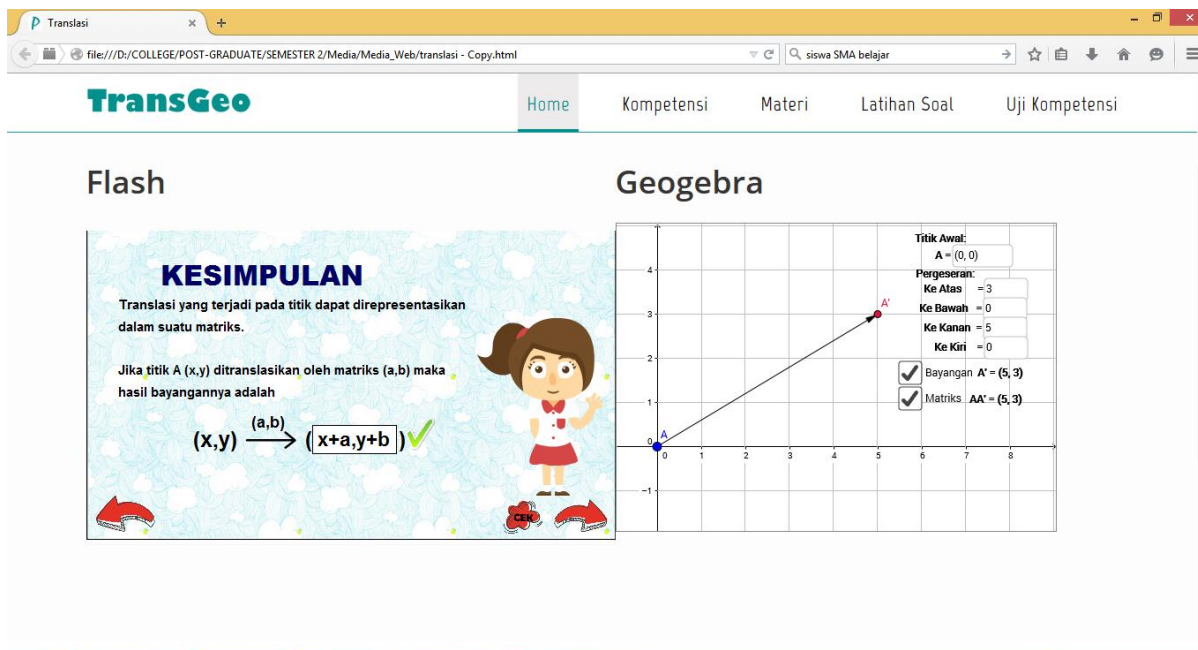 Translasi
file:///D:/COLLEGE/POST-GRADUATE/SEMESTER 2/Media/Media_Web/translasi - Copy.html
siswa SMA belajar
TransGeo
Home Kompetensi Materi Latihan Soal Uji Kompetensi
Flash
KESIMPULAN
Translasi yang terjadi pada titik dapat direpresentasikan
dalam suatu matriks.
Jika titik A (x,y) ditranslasikan oleh matriks (a,b) maka
hasil bayangannya adalah
(a,b)
(x,y) → ( x+a,y+b )
CEK
Geogebra
Titik Awal:
A = (0, 0)
Pergeseran:
Ke Atas = 3
Ke Bawah = 0
Ke Kanan = 5
Ke Kiri = 0
Bayangan A' = (5, 3)
Matriks AA' = (5, 3)
A'
A
4
3
2
1
0
−1
0 1 2 3 4 5 6 7 8